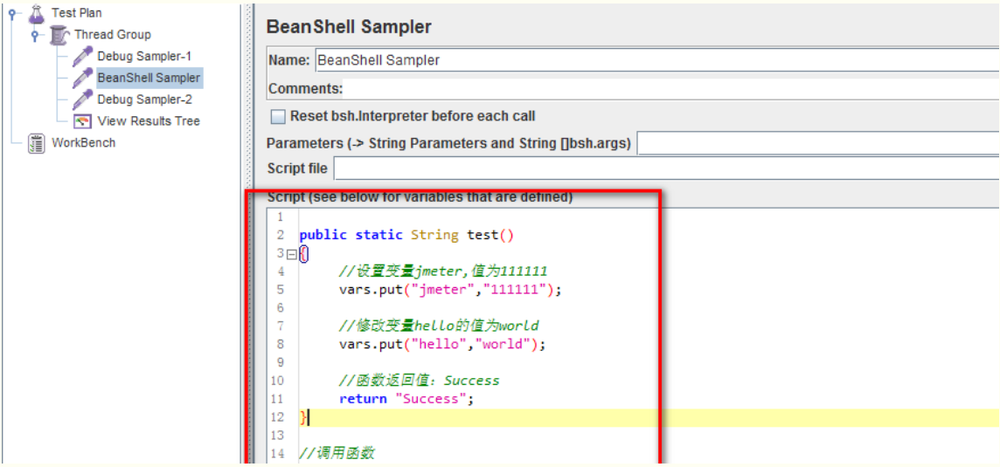 Test Plan
Thread Group
Debug Sampler-1
BeanShell Sampler
Debug Sampler-2
View Results Tree
WorkBench
BeanShell Sampler
Name: BeanShell Sampler
Comments:
Reset bsh.Interpreter before each call
Parameters (-> String Parameters and String []bsh.args)
Script file
Script (see below for variables that are defined)
1
2 public static String test()
3 {
4 //设置变量jmeter,值为111111
5 vars.put("jmeter","111111");
6
7 //修改变量hello的值为world
8 vars.put("hello","world");
9
10 //函数返回值：Success
11 return "Success";
12 }
13
14 //调用函数